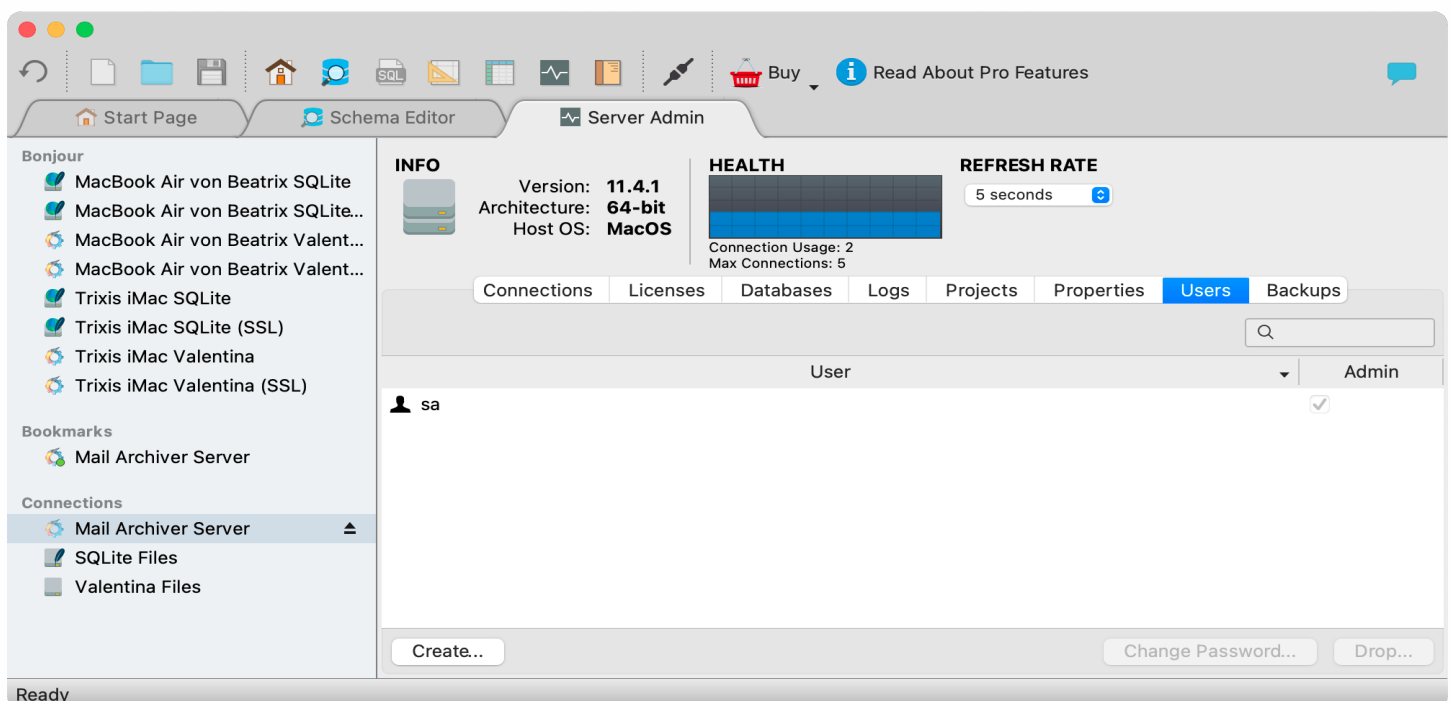 SQL
Buy
Read About Pro Features
Start Page
Schema Editor
Server Admin
Bonjour
MacBook Air von Beatrix SQLite
MacBook Air von Beatrix SQLite...
MacBook Air von Beatrix Valent...
MacBook Air von Beatrix Valent...
Trixis iMac SQLite
Trixis iMac SQLite (SSL)
Trixis iMac Valentina
Trixis iMac Valentina (SSL)
Bookmarks
Mail Archiver Server
Connections
Mail Archiver Server
SQLite Files
Valentina Files
INFO
Version: 11.4.1
Architecture: 64-bit
Host OS: MacOS
HEALTH
Connection Usage: 2
Max Connections: 5
REFRESH RATE
5 seconds
Connections Licenses Databases Logs Projects Properties Users Backups
User Admin
sa
Create... Change Password... Drop...
Ready